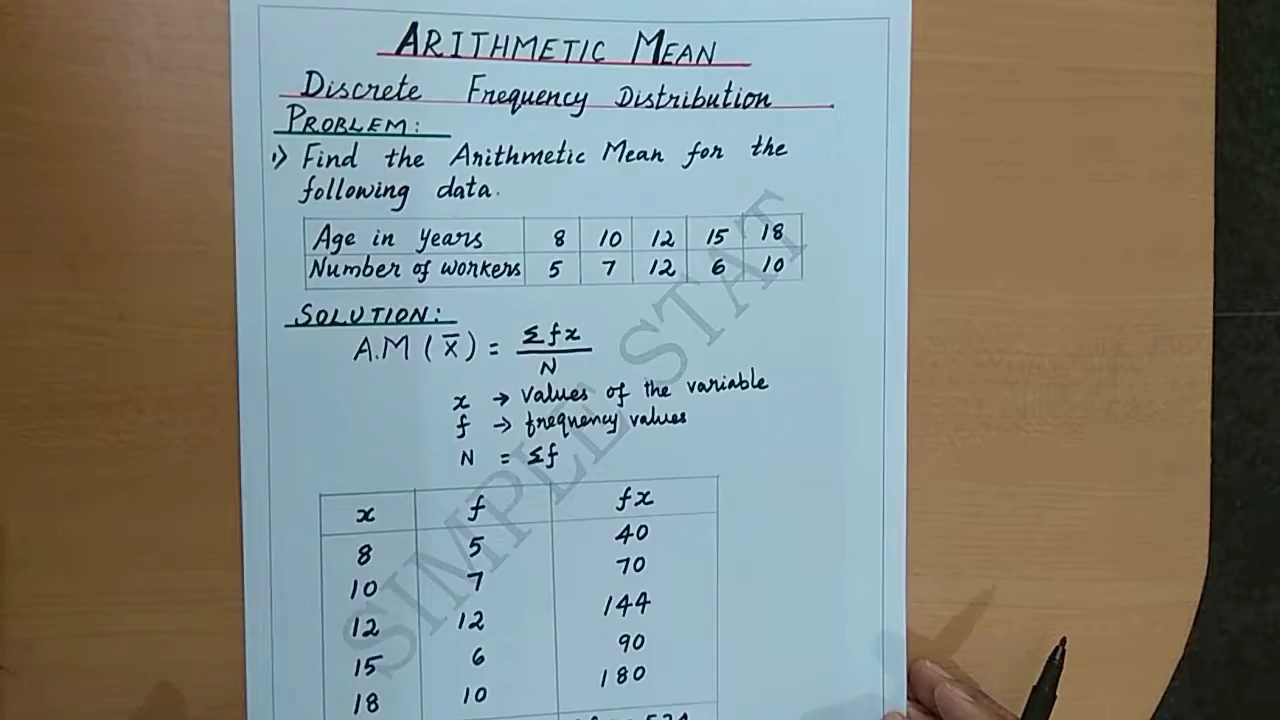 ARITHMETIC MEAN
Discrete Frequency Distribution
PROBLEM:
1) Find the Arithmetic Mean for the
following data.
Age in years 8 10 12 15 18
Number of workers 5 7 12 6 10
SOLUTION:
A.M (x̄) = Σfx
N
x → values of the variable
f → frequency values
N = Σf
x f fx
8 5 40
10 7 70
12 12 144
15 6 90
18 10 180
SIMPLE STAT